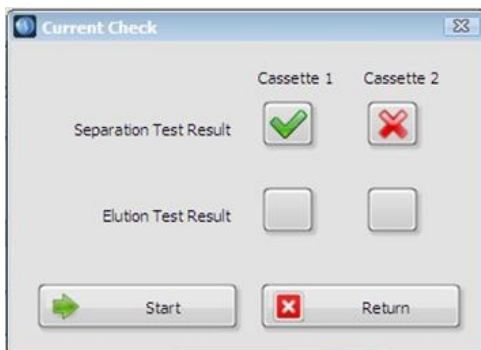 Current Check
Cassette 1 Cassette 2
Separation Test Result
Elution Test Result
Start Return